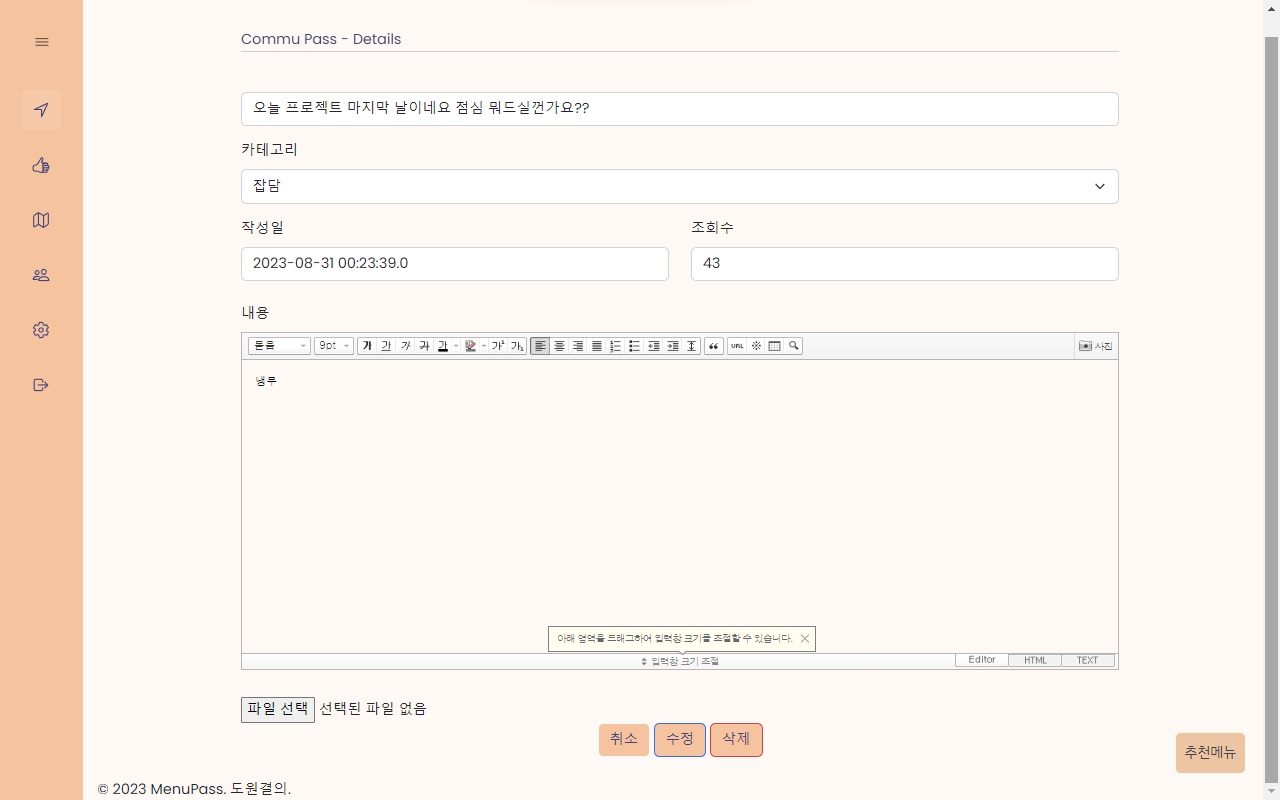 Commu Pass - Details
오늘 프로젝트 마지막 날이네요 점심 뭐드실껀가요??
카테고리
잡담
작성일 조회수
2023-08-31 00:23:39.0 43
내용
돋움 9pt 가 가 가 가 가 가¹ 가₁ URL 사진
냉무
아래 영역을 드래그하여 입력창 크기를 조절할 수 있습니다.
입력창 크기 조절 Editor HTML TEXT
파일 선택 선택된 파일 없음
취소 수정 삭제
추천메뉴
© 2023 MenuPass. 도원결의.